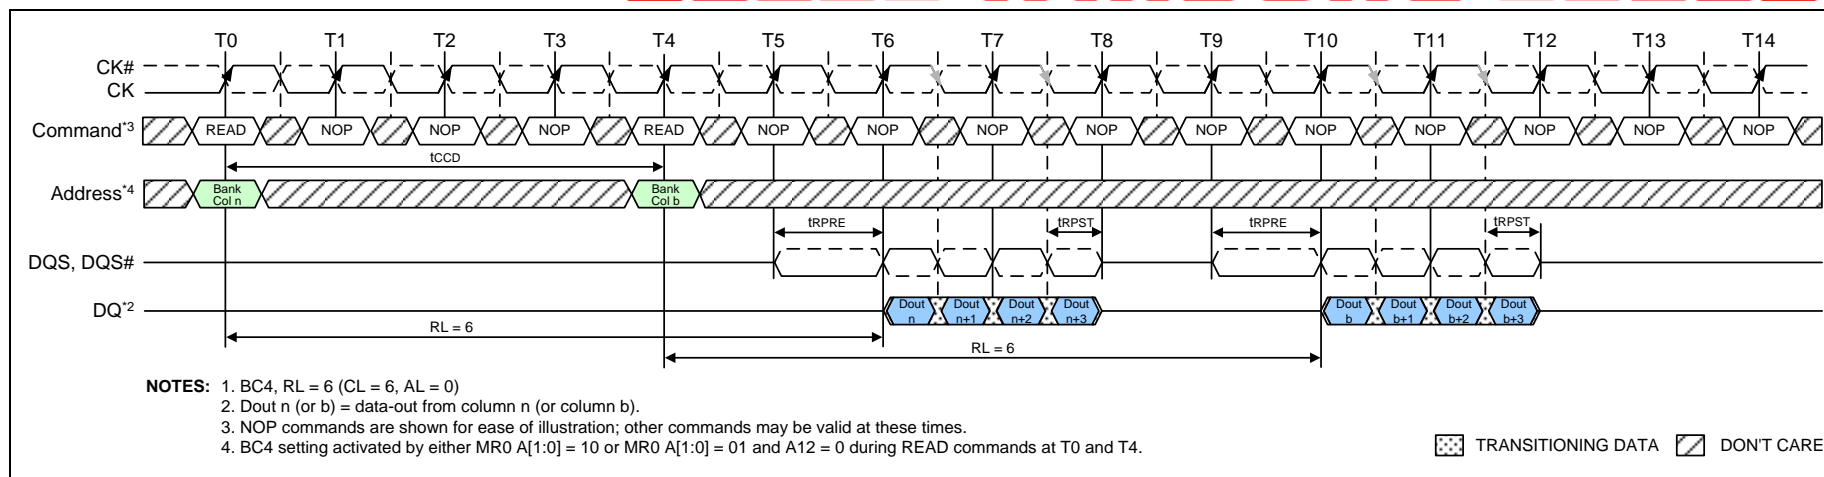 T0 T1 T2 T3 T4 T5 T6 T7 T8 T9 T10 T11 T12 T13 T14
CK#
CK
Command*3 READ NOP NOP NOP READ NOP NOP NOP NOP NOP NOP NOP NOP NOP NOP
tCCD
Address*4 Bank Col n Bank Col b
tRPRE tRPST tRPRE tRPST
DQS, DQS#
DQ*2 Dout n Dout n+1 Dout n+2 Dout n+3 Dout b Dout b+1 Dout b+2 Dout b+3
RL = 6
RL = 6
NOTES: 1. BC4, RL = 6 (CL = 6, AL = 0)
2. Dout n (or b) = data-out from column n (or column b).
3. NOP commands are shown for ease of illustration; other commands may be valid at these times.
4. BC4 setting activated by either MR0 A[1:0] = 10 or MR0 A[1:0] = 01 and A12 = 0 during READ commands at T0 and T4.
TRANSITIONING DATA DON'T CARE